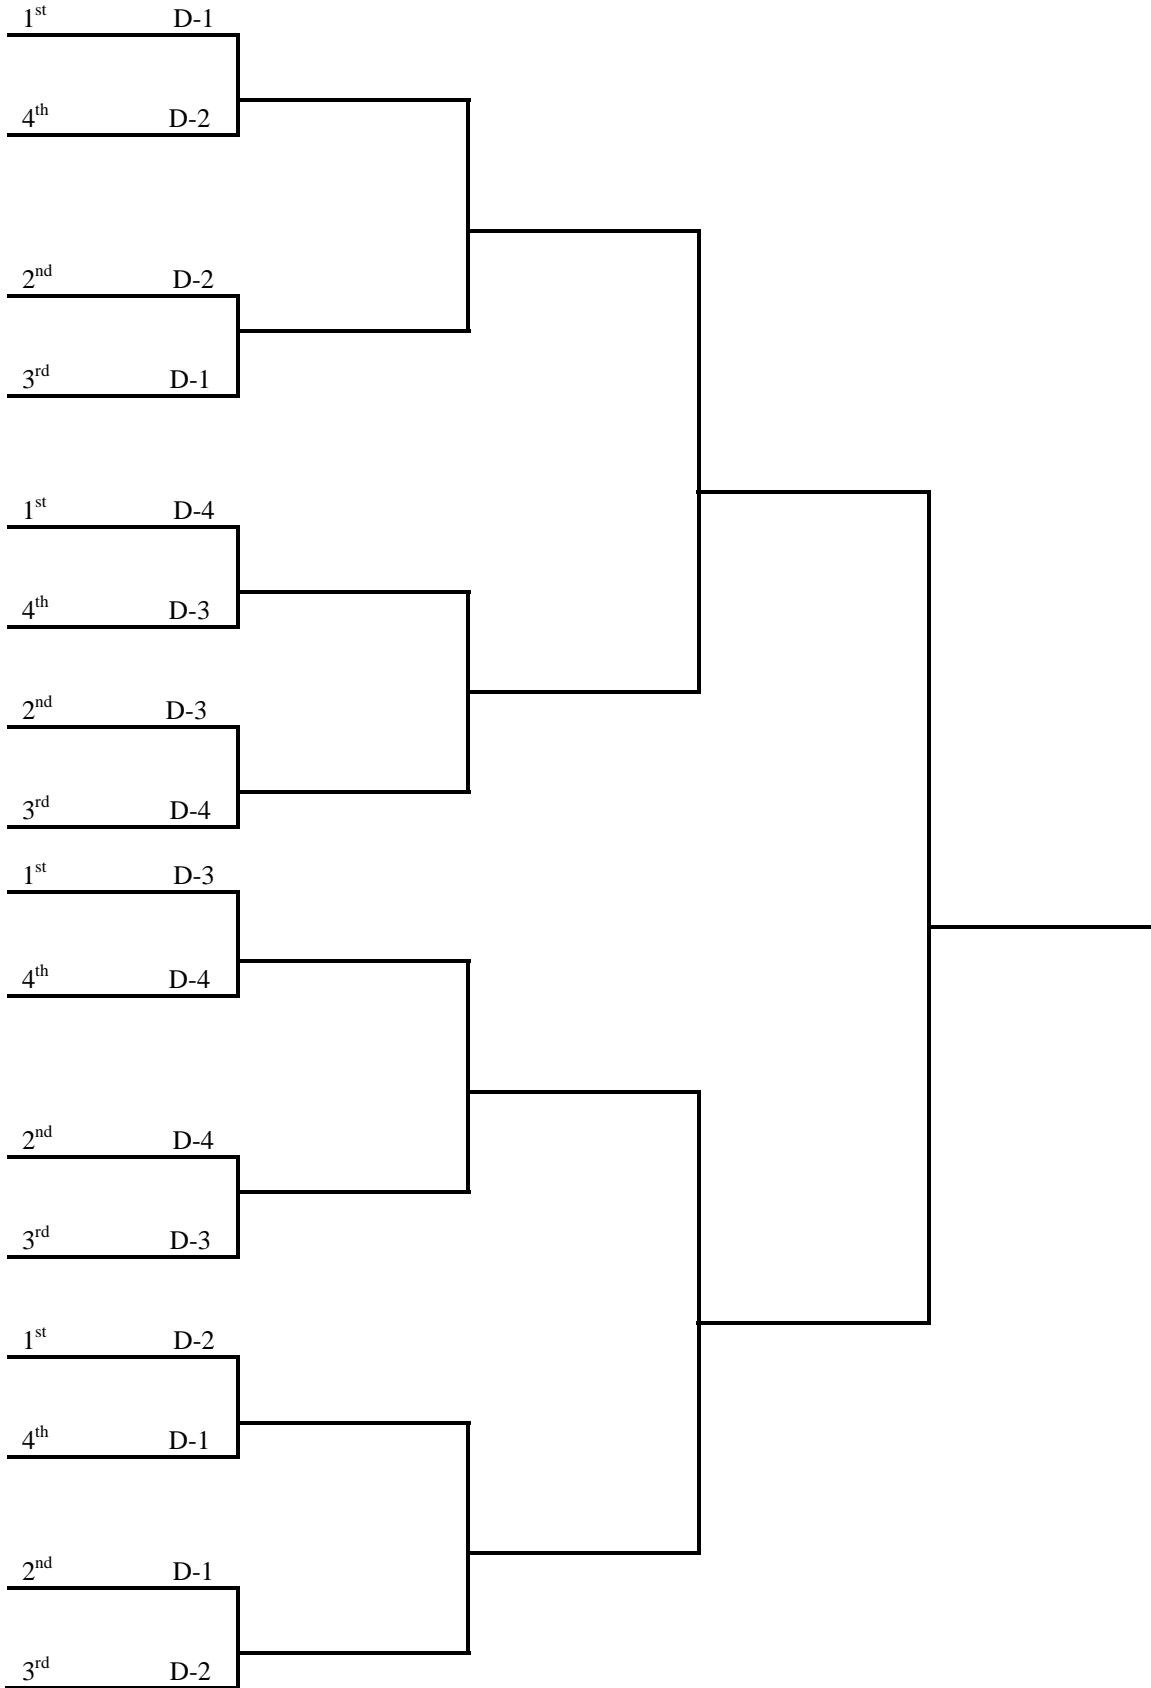 1st D-1
4th D-2
2nd D-2
3rd D-1
1st D-4
4th D-3
2nd D-3
3rd D-4
1st D-3
4th D-4
2nd D-4
3rd D-3
1st D-2
4th D-1
2nd D-1
3rd D-2